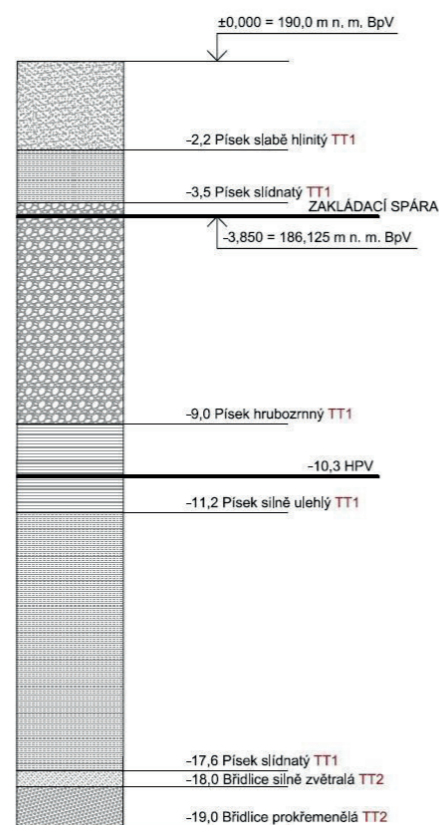 ±0,000 = 190,0 m n. m. BpV
-2,2 Písek slabě hlinitý TT1
-3,5 Písek slídnatý TT1
ZAKLÁDACÍ SPÁRA
-3,850 = 186,125 m n. m. BpV
-9,0 Písek hrubozrnný TT1
-10,3 HPV
-11,2 Písek silně ulehlý TT1
-17,6 Písek slídnatý TT1
-18,0 Břidlice silně zvětralá TT2
-19,0 Břidlice prokřemenělá TT2